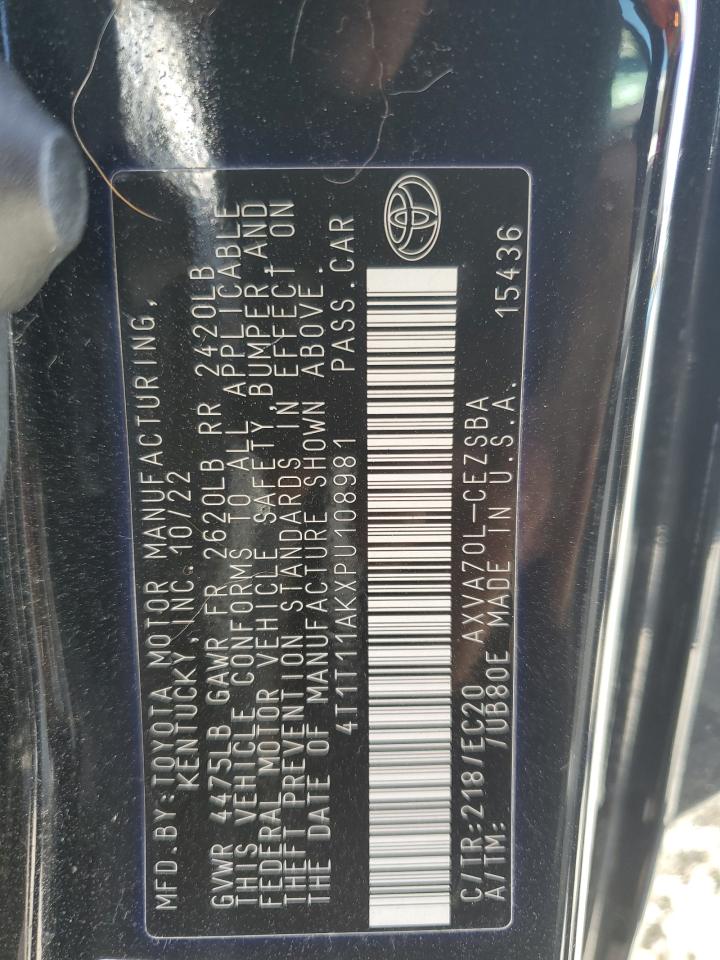 MFD. BY: TOYOTA MOTOR MANUFACTURING,
KENTUCKY, INC. 10/22
GVWR 4475LB GAWR FR 2620LB RR 2420LB
THIS VEHICLE CONFORMS TO ALL APPLICABLE
FEDERAL MOTOR VEHICLE SAFETY, BUMPER, AND
THEFT PREVENTION STANDARDS IN EFFECT ON
THE DATE OF MANUFACTURE SHOWN ABOVE.
4T1T11AKXPU108981 PASS.CAR
C/TR:218/EC20 AXVA70L-CEZSBA
A/TM: /UB80E MADE IN U.S.A. 15436